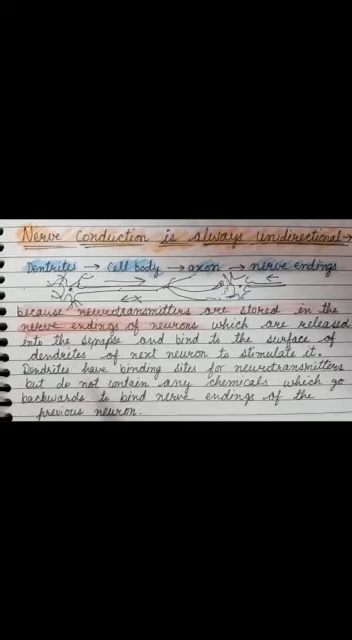 Nerve Conduction is always Unidirectional →
Dentrites → Cell body → axon → nerve endings
because neurotransmitters are stored in the
nerve endings of neurons which are released
into the synapse and bind to the surface of
dendrites of next neuron to stimulate it.
Dendrites have binding sites for neurotransmitters
but do not contain any chemicals which go
backwards to bind nerve endings of the
previous neuron.